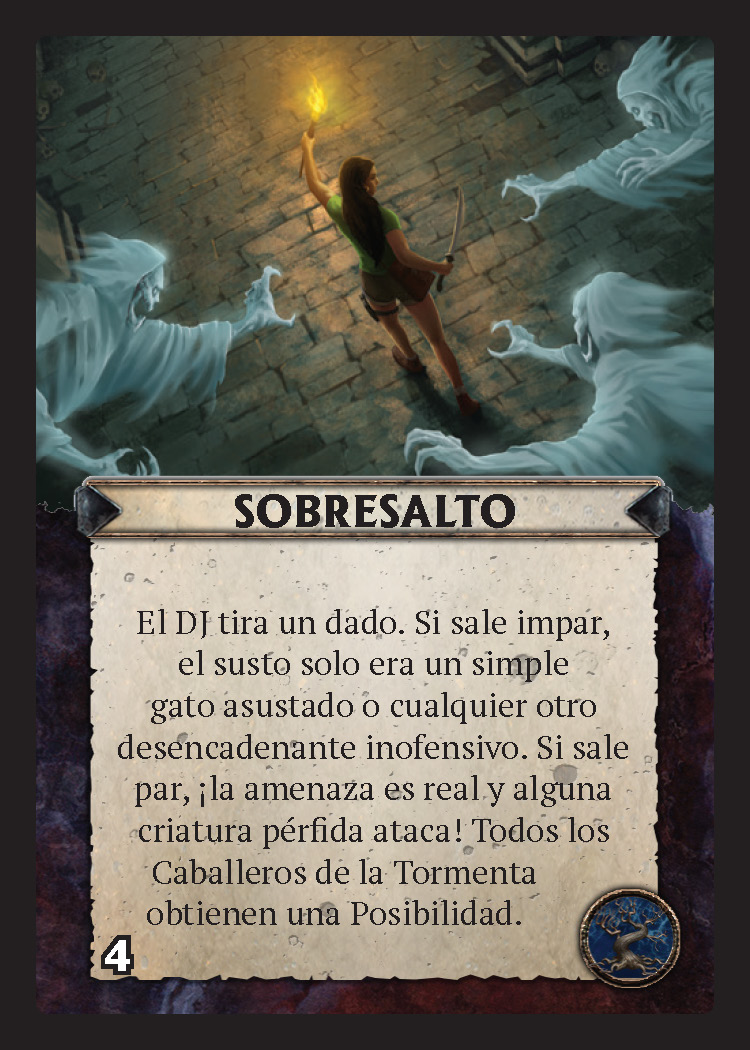 SOBRESALTO
El DJ tira un dado. Si sale impar,
el susto solo era un simple
gato asustado o cualquier otro
desencadenante inofensivo. Si sale
par, ¡la amenaza es real y alguna
criatura pérfida ataca! Todos los
Caballeros de la Tormenta
obtienen una Posibilidad.
4